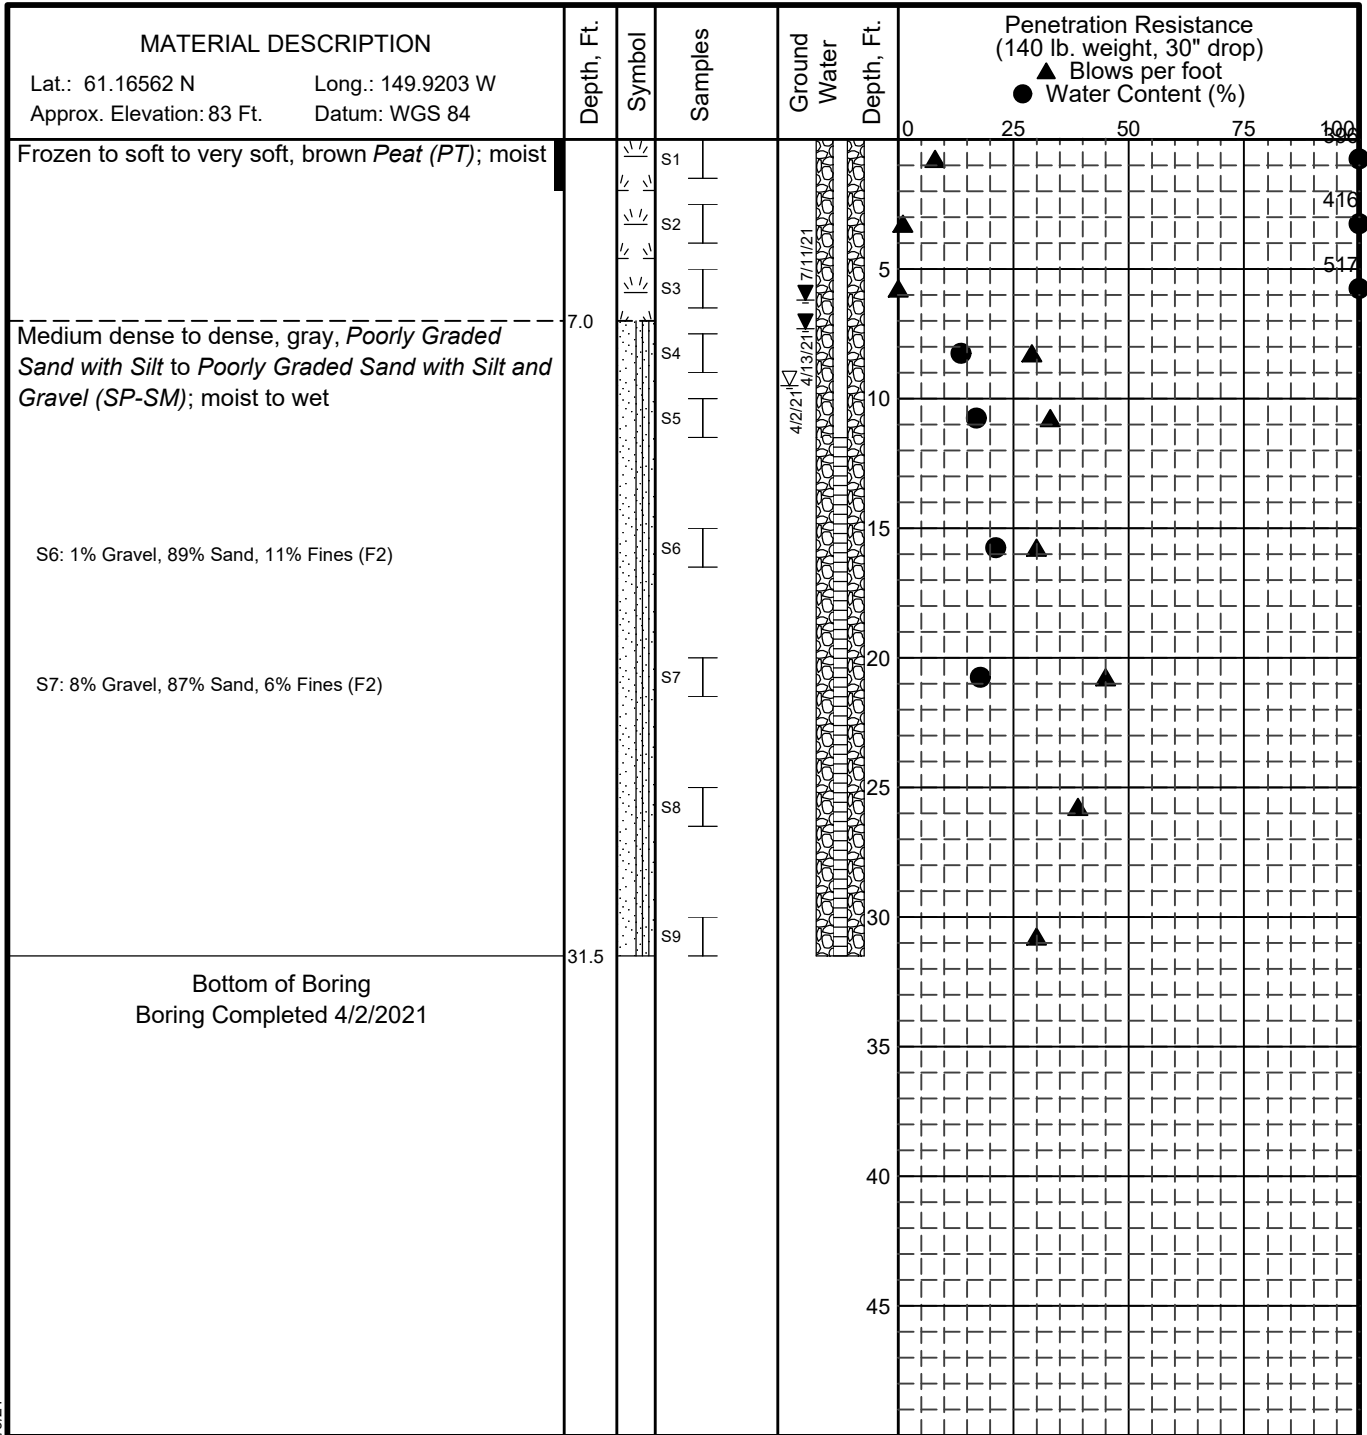 MATERIAL DESCRIPTION
Lat.: 61.16562 N Long.: 149.9203 W
Approx. Elevation: 83 Ft. Datum: WGS 84
Depth, Ft.
Symbol
Samples
Ground Water
Depth, Ft.
Penetration Resistance
(140 lb. weight, 30" drop)
▲ Blows per foot
● Water Content (%)
0 25 50 75 100
396
Frozen to soft to very soft, brown Peat (PT); moist
S1
416
S2
7/11/21
5
517
S3
7.0
Medium dense to dense, gray, Poorly Graded
Sand with Silt to Poorly Graded Sand with Silt and
Gravel (SP-SM); moist to wet
S4
4/13/21
4/2/21
10
S5
15
S6: 1% Gravel, 89% Sand, 11% Fines (F2)
S6
20
S7: 8% Gravel, 87% Sand, 6% Fines (F2)
S7
25
S8
30
S9
31.5
Bottom of Boring
Boring Completed 4/2/2021
35
40
45